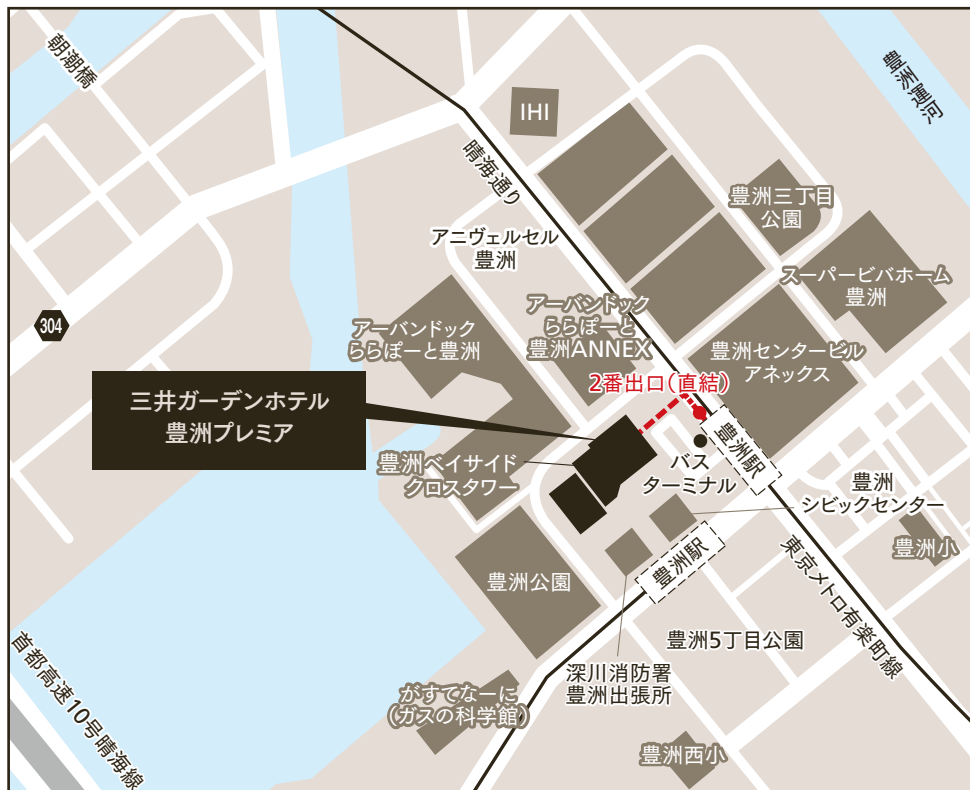 朝潮橋
豊洲運河
IHI
晴海通り
豊洲三丁目
公園
アニヴェルセル
豊洲
スーパービバホーム
豊洲
304
アーバンドック
ららぽーと豊洲
アーバンドック
ららぽーと
豊洲ANNEX
豊洲センタービル
アネックス
2番出口(直結)
三井ガーデンホテル
豊洲プレミア
豊洲駅
豊洲ベイサイド
クロスタワー
バス
ターミナル
豊洲
シビックセンター
豊洲小
豊洲駅
豊洲公園
東京メトロ有楽町線
豊洲5丁目公園
深川消防署
豊洲出張所
がすてなーに
(ガスの科学館)
首都高速10号晴海線
豊洲西小